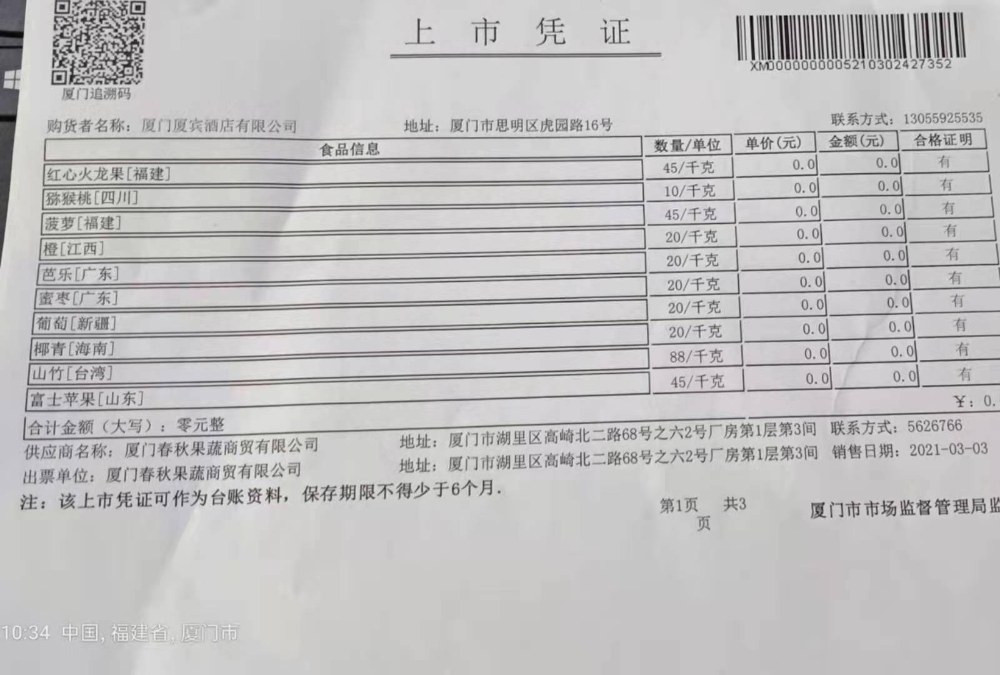 上市凭证
XM0000000005210302427352
厦门追溯码
购货者名称：厦门厦宾酒店有限公司 地址：厦门市思明区虎园路16号 联系方式：13055925535
食品信息 数量/单位 单价(元) 金额(元) 合格证明
红心火龙果[福建] 45/千克 0.0 0.0 有
猕猴桃[四川] 10/千克 0.0 0.0 有
菠萝[福建] 45/千克 0.0 0.0 有
橙[江西] 20/千克 0.0 0.0 有
芭乐[广东] 20/千克 0.0 0.0 有
蜜枣[广东] 20/千克 0.0 0.0 有
葡萄[新疆] 20/千克 0.0 0.0 有
椰青[海南] 20/千克 0.0 0.0 有
山竹[台湾] 88/千克 0.0 0.0 有
富士苹果[山东] 45/千克 0.0 0.0 有
合计金额（大写）：零元整 ￥：0.
供应商名称：厦门春秋果蔬商贸有限公司 地址：厦门市湖里区高崎北二路68号之六2号厂房第1层第3间 联系方式：5626766
出票单位：厦门春秋果蔬商贸有限公司 地址：厦门市湖里区高崎北二路68号之六2号厂房第1层第3间 销售日期：2021-03-03
注：该上市凭证可作为台账资料，保存期限不得少于6个月.
第1页 共3页
厦门市市场监督管理局监
10:34 中国,福建省,厦门市